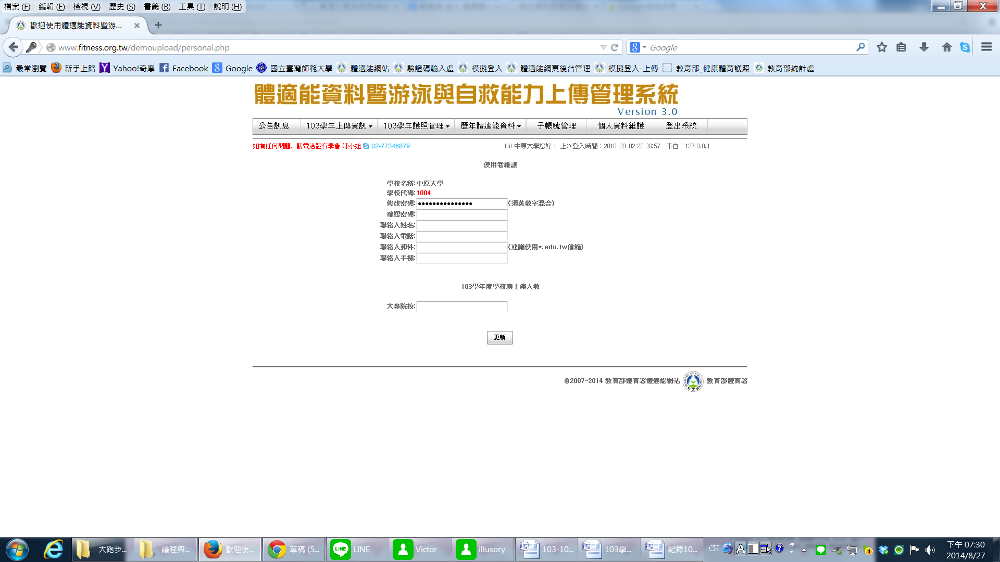 檔案 (F) 編輯 (E) 檢視 (V) 歷史 (S) 書籤 (B) 工具 (T) 說明 (H)
歡迎使用體適能資料暨游...
www.fitness.org.tw/demoupload/personal.php
Google
最常瀏覽 新手上路 Yahoo!奇摩 Facebook Google 國立臺灣師範大學 體適能網站 驗證碼輸入處 模擬登入 體適能網頁後台管理 模擬登入-上傳 教育部_健康體育護照 教育部統計處
體適能資料暨游泳與自救能力上傳管理系統
Version 3.0
公告訊息 103學年上傳資訊 103學年護照管理 歷年體適能資料 子帳號管理 個人資料維護 登出系統
如有任何問題, 請電洽體育學會 陳小姐 02-77346879 Hi! 中原大學您好! 上次登入時間:2010-09-02 22:36:57 來自:127.0.0.1
使用者維護
學校名稱:中原大學
學校代碼:1004
修改密碼: ●●●●●●●●●●●●●●● (須英數字混合)
確認密碼:
聯絡人姓名:
聯絡人電話:
聯絡人郵件: (建議使用*.edu.tw信箱)
聯絡人手機:
103學年度學校應上傳人數
大專院校:
更新
©2007-2014 教育部體育署體適能網站 教育部體育署
大跑步... 議程與... 歡迎使... 草稿 (5... LINE Victor illusory 103-10... 103學... 記錄10... CH 下午 07:30
2014/8/27